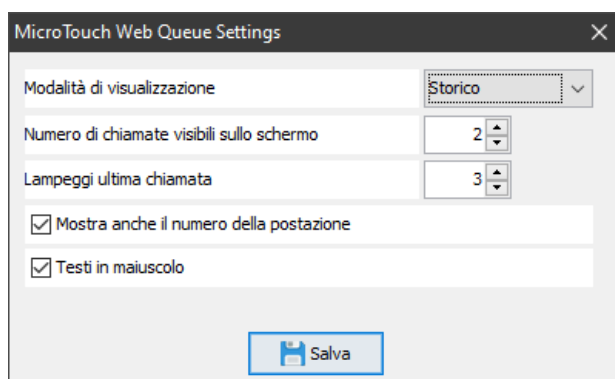 MicroTouch Web Queue Settings
Modalità di visualizzazione Storico
Numero di chiamate visibili sullo schermo 2
Lampeggi ultima chiamata 3
Mostra anche il numero della postazione
Testi in maiuscolo
Salva